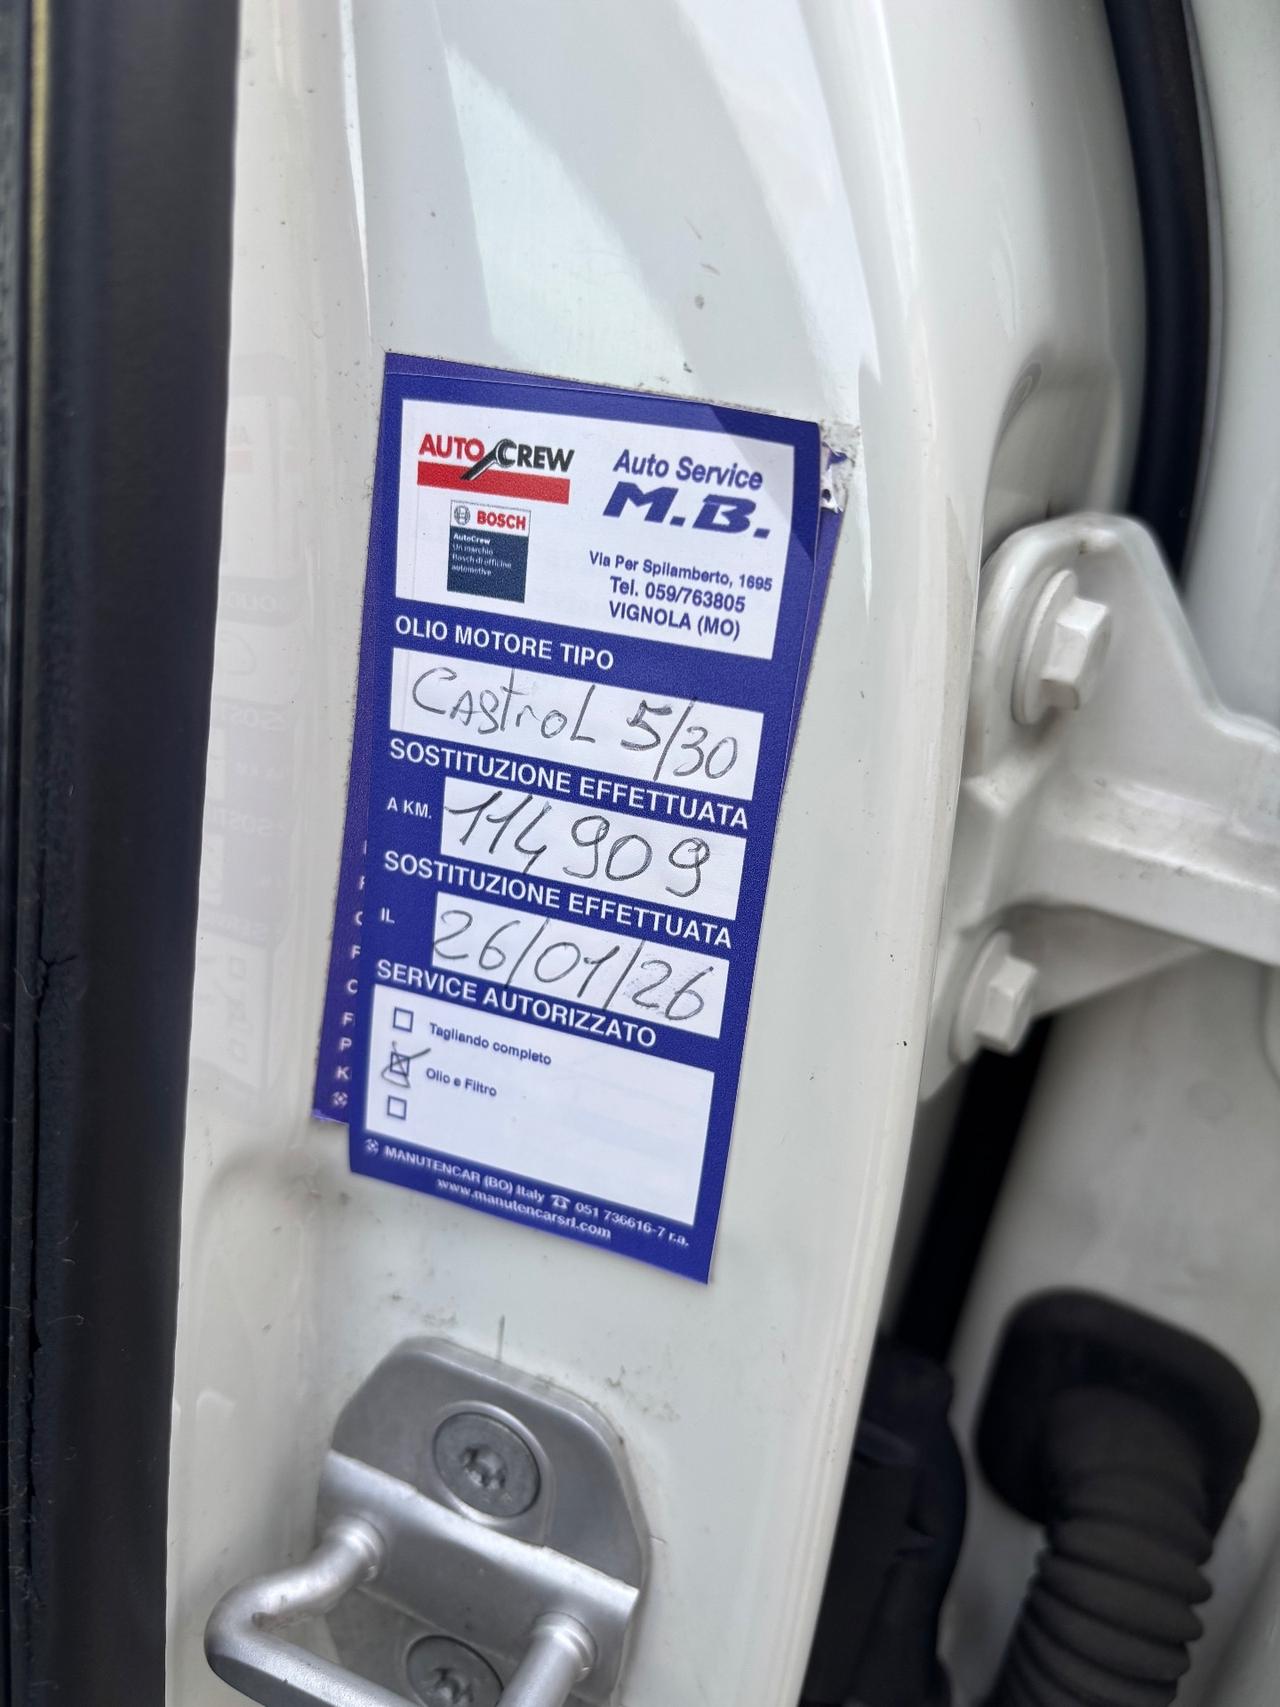 AUTO CREW
BOSCH
AutoCrew
Un marchio
Bosch di officine
automotive
Auto Service
M.B.
Via Per Spilamberto, 1695
Tel. 059/763805
VIGNOLA (MO)
OLIO MOTORE TIPO
CAStroL 5/30
SOSTITUZIONE EFFETTUATA
A KM. 114909
SOSTITUZIONE EFFETTUATA
IL 26/01/26
SERVICE AUTORIZZATO
Tagliando completo
Olio e Filtro
MANUTENCAR (BO) Italy ☎ 051 736616-7 r.a.
www.manutencarsrl.com
F
C
F
P
K